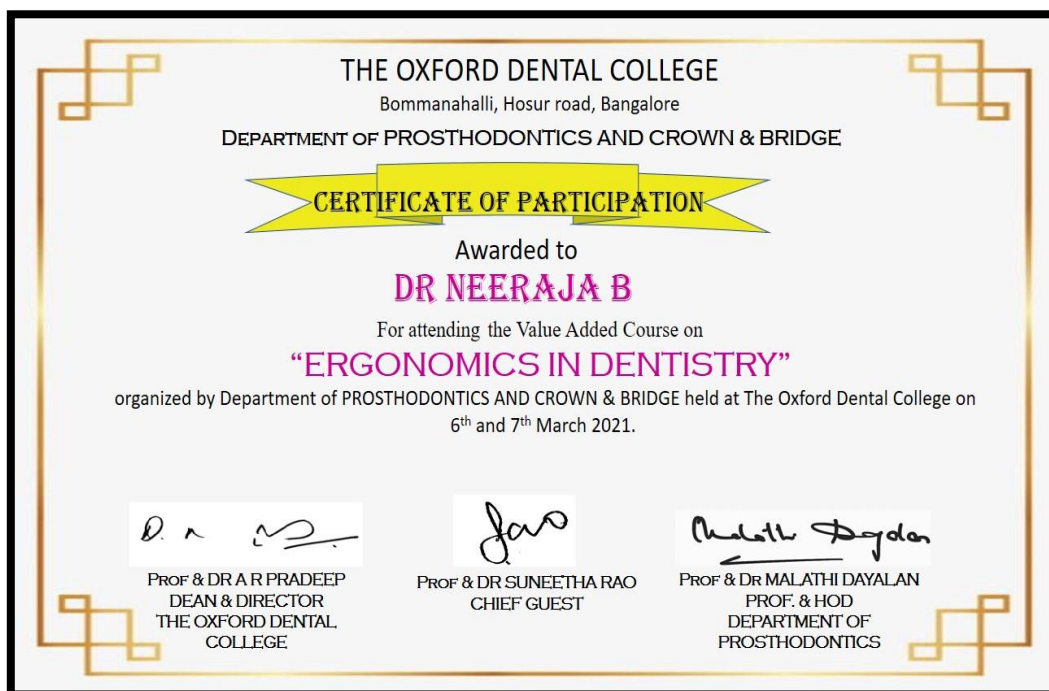 THE OXFORD DENTAL COLLEGE
Bommanahalli, Hosur road, Bangalore
DEPARTMENT OF PROSTHODONTICS AND CROWN & BRIDGE
CERTIFICATE OF PARTICIPATION
Awarded to
DR NEERAJA B
For attending the Value Added Course on
“ERGONOMICS IN DENTISTRY”
organized by Department of PROSTHODONTICS AND CROWN & BRIDGE held at The Oxford Dental College on
6th and 7th March 2021.
Rao
Malathi Dayalan
PROF & DR A R PRADEEP
DEAN & DIRECTOR
THE OXFORD DENTAL
COLLEGE
PROF & DR SUNEETHA RAO
CHIEF GUEST
PROF & DR MALATHI DAYALAN
PROF. & HOD
DEPARTMENT OF
PROSTHODONTICS